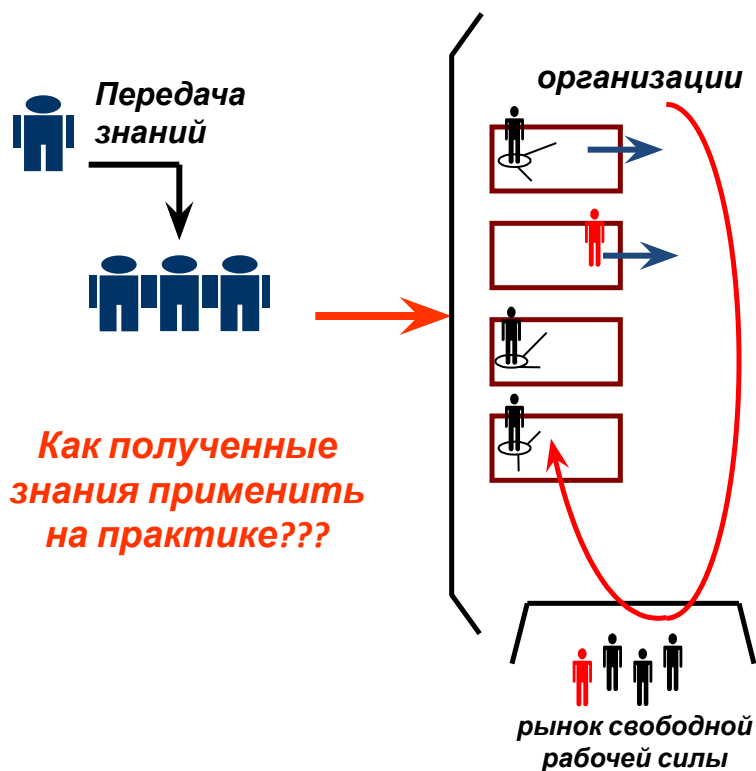 Передача
знаний
организации
Как полученные
знания применить
на практике???
рынок свободной
рабочей силы